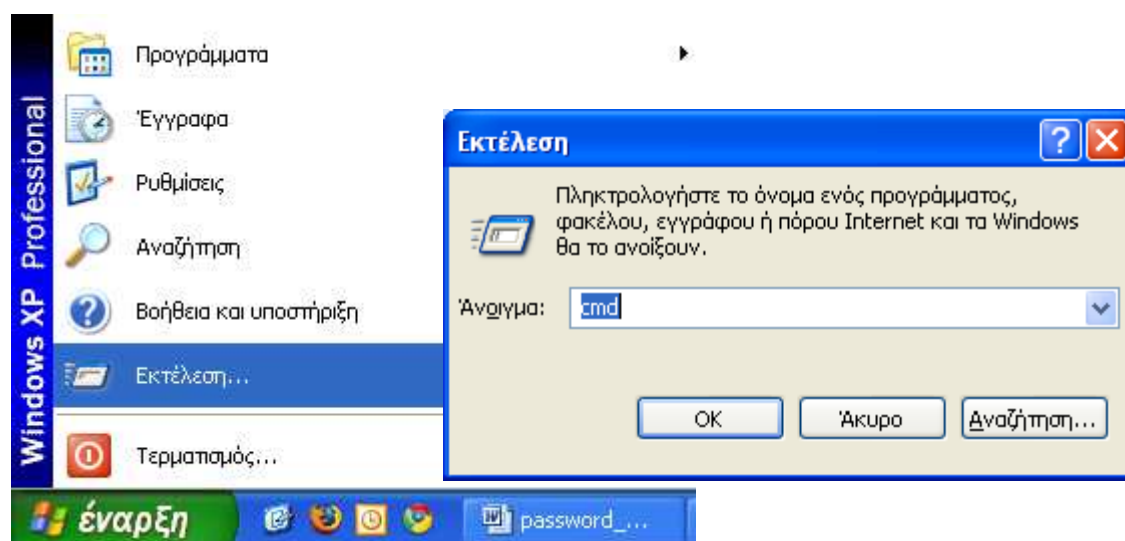 Windows XP Professional
Προγράμματα
Έγγραφα
Ρυθμίσεις
Αναζήτηση
Βοήθεια και υποστήριξη
Εκτέλεση...
Τερματισμός...
Εκτέλεση
Πληκτρολογήστε το όνομα ενός προγράμματος,
φακέλου, εγγράφου ή πόρου Internet και τα Windows
θα το ανοίξουν.
Άνοιγμα: cmd
OK Άκυρο Αναζήτηση...
έναρξη password_...